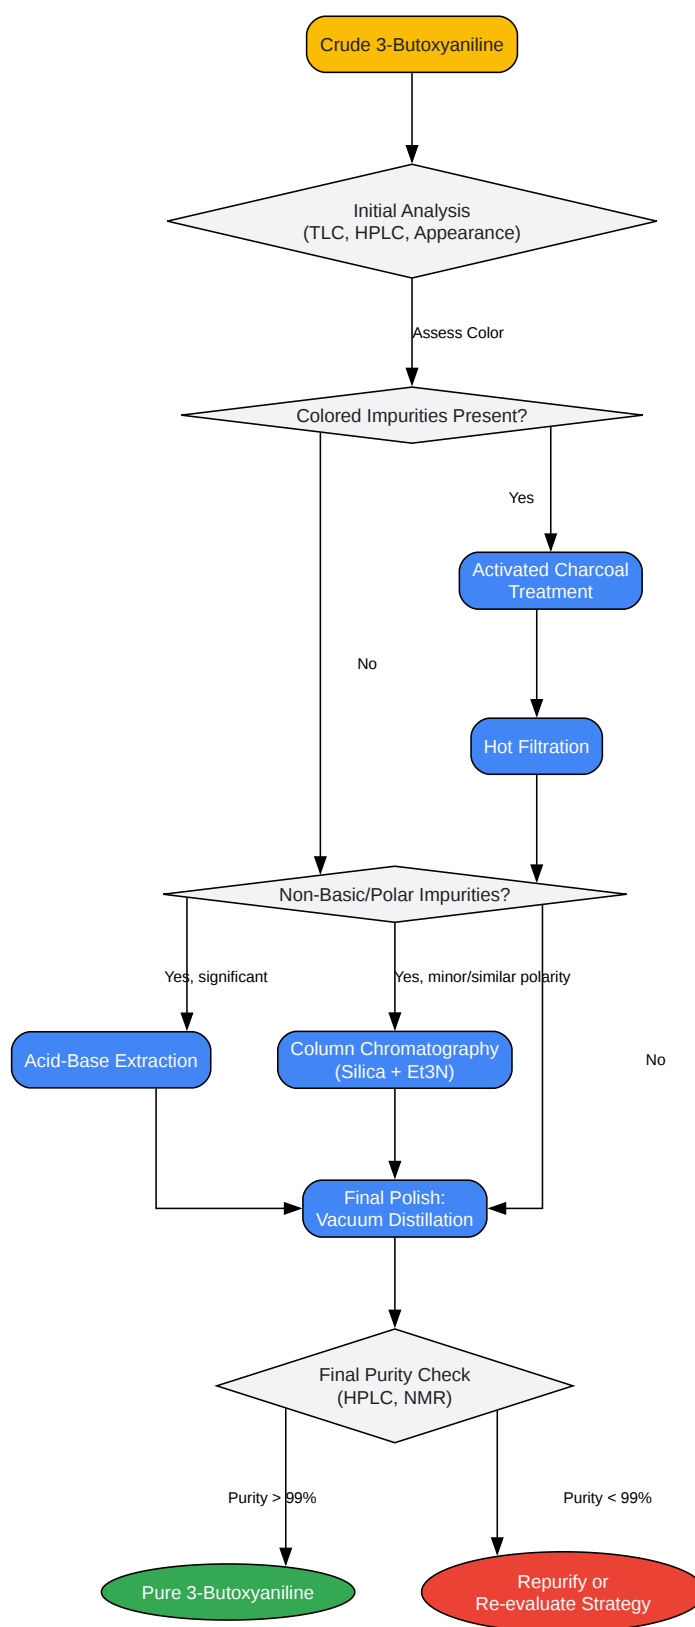 Crude 3-Butoxyaniline
Initial Analysis
(TLC, HPLC, Appearance)
Assess Color
Colored Impurities Present?
Yes
Activated Charcoal
Treatment
No
Hot Filtration
Non-Basic/Polar Impurities?
Yes, significant
Yes, minor/similar polarity
Acid-Base Extraction
Column Chromatography
(Silica + Et3N)
No
Final Polish:
Vacuum Distillation
Final Purity Check
(HPLC, NMR)
Purity > 99%
Purity < 99%
Pure 3-Butoxyaniline
Repurify or
Re-evaluate Strategy